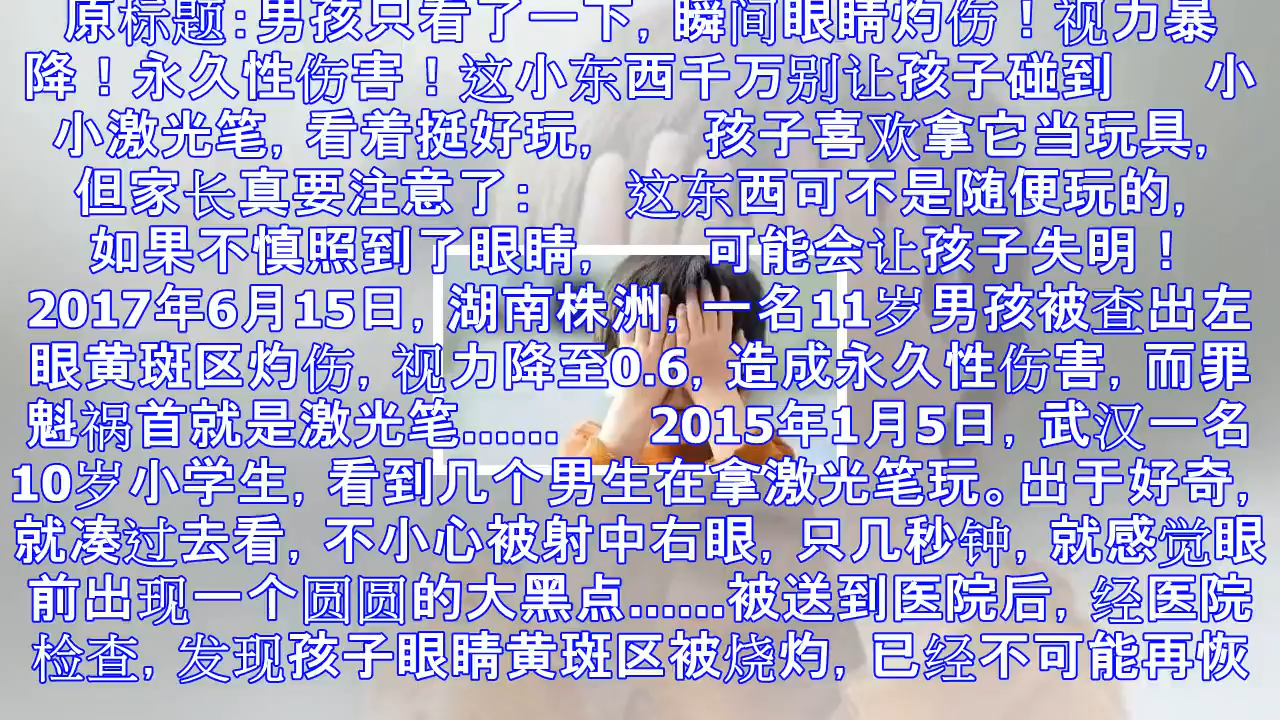 原标题:男孩只看了一下, 瞬间眼睛灼伤！视力暴
降！永久性伤害！这小东西千万别让孩子碰到 小
小激光笔, 看着挺好玩, 孩子喜欢拿它当玩具,
但家长真要注意了: 这东西可不是随便玩的,
如果不慎照到了眼睛, 可能会让孩子失明！
2017年6月15日, 湖南株洲, 一名11岁男孩被查出左
眼黄斑区灼伤, 视力降至0.6, 造成永久性伤害, 而罪
魁祸首就是激光笔...... 2015年1月5日, 武汉一名
10岁小学生, 看到几个男生在拿激光笔玩。出于好奇,
就凑过去看, 不小心被射中右眼, 只几秒钟, 就感觉眼
前出现一个圆圆的大黑点......被送到医院后, 经医院
检查, 发现孩子眼睛黄斑区被烧灼, 已经不可能再恢